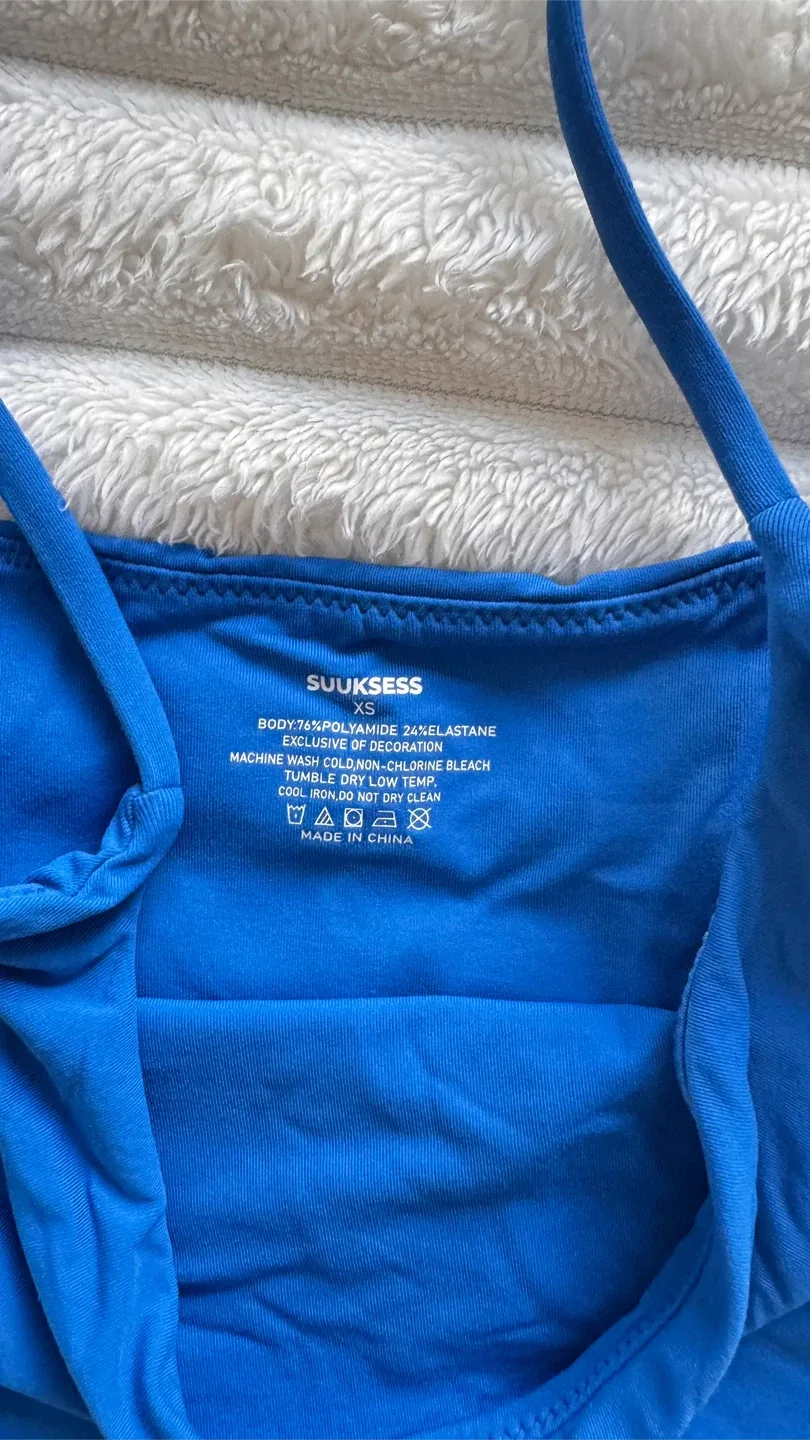 SUUKSESS
XS
BODY:76%POLYAMIDE 24%ELASTANE
EXCLUSIVE OF DECORATION
MACHINE WASH COLD,NON-CHLORINE BLEACH
TUMBLE DRY LOW TEMP.
COOL IRON,DO NOT DRY CLEAN
MADE IN CHINA